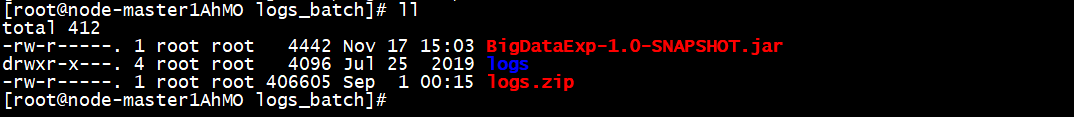 [root@node-master1AhMO logs_batch]# ll
total 412
-rw-r-----. 1 root root   4442 Nov 17 15:03 BigDataExp-1.0-SNAPSHOT.jar
drwxr-x---. 4 root root   4096 Jul 25  2019 logs
-rw-r-----. 1 root root 406605 Sep  1 00:15 logs.zip
[root@node-master1AhMO logs_batch]#